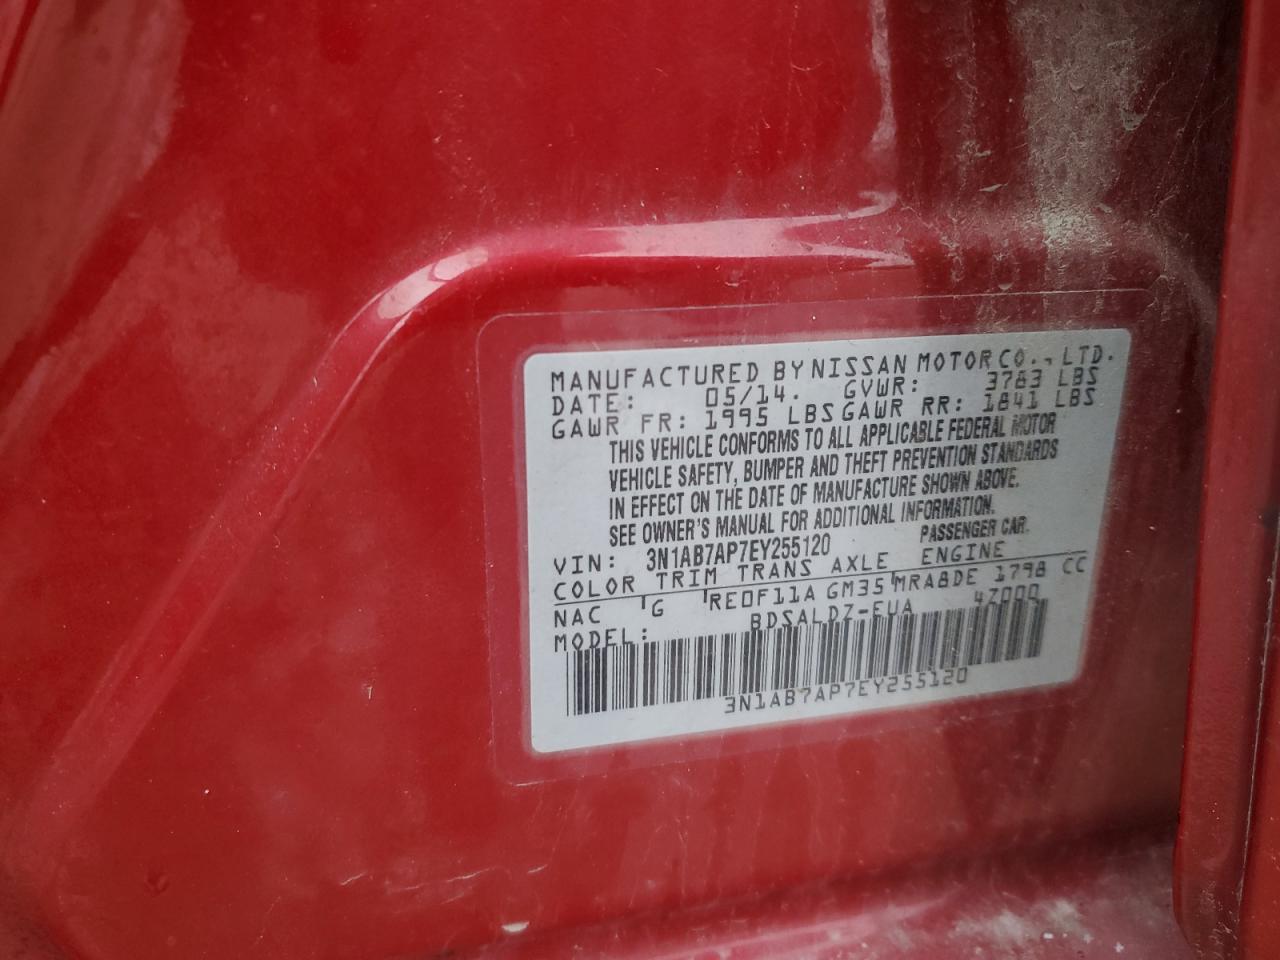 MANUFACTURED BY NISSAN MOTOR CO., LTD.
DATE: 05/14. GVWR: 3783 LBS
GAWR FR: 1995 LBS GAWR RR: 1841 LBS
THIS VEHICLE CONFORMS TO ALL APPLICABLE FEDERAL MOTOR
VEHICLE SAFETY, BUMPER AND THEFT PREVENTION STANDARDS
IN EFFECT ON THE DATE OF MANUFACTURE SHOWN ABOVE.
SEE OWNER'S MANUAL FOR ADDITIONAL INFORMATION.
VIN: 3N1AB7AP7EY255120 PASSENGER CAR.
COLOR TRIM TRANS AXLE ENGINE
NAC G RE0F11A GM35 MRA8DE 1798 CC
MODEL: BDSALDZ-EUA 47000
3N1AB7AP7EY255120